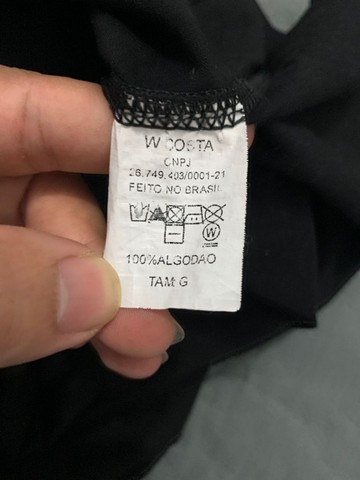 W COSTA
CNPJ
26.749.403/0001-21
FEITO NO BRASIL
W
100%ALGODAO
TAM: G